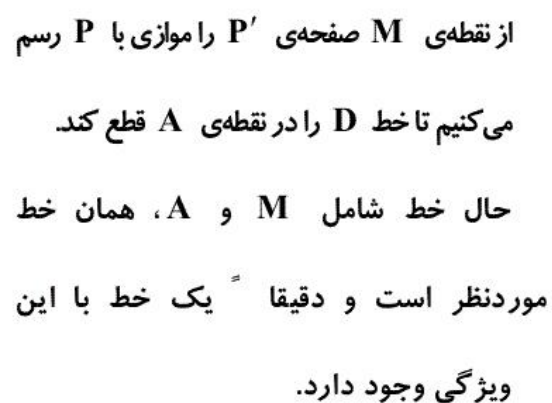 از نقطه‌ی M صفحه‌ی P′ را موازی با P رسم
می‌کنیم تا خط D را در نقطه‌ی A قطع کند.
حال خط شامل M و A، همان خط
موردنظر است و دقیقا ً یک خط با این
ویژگی وجود دارد.